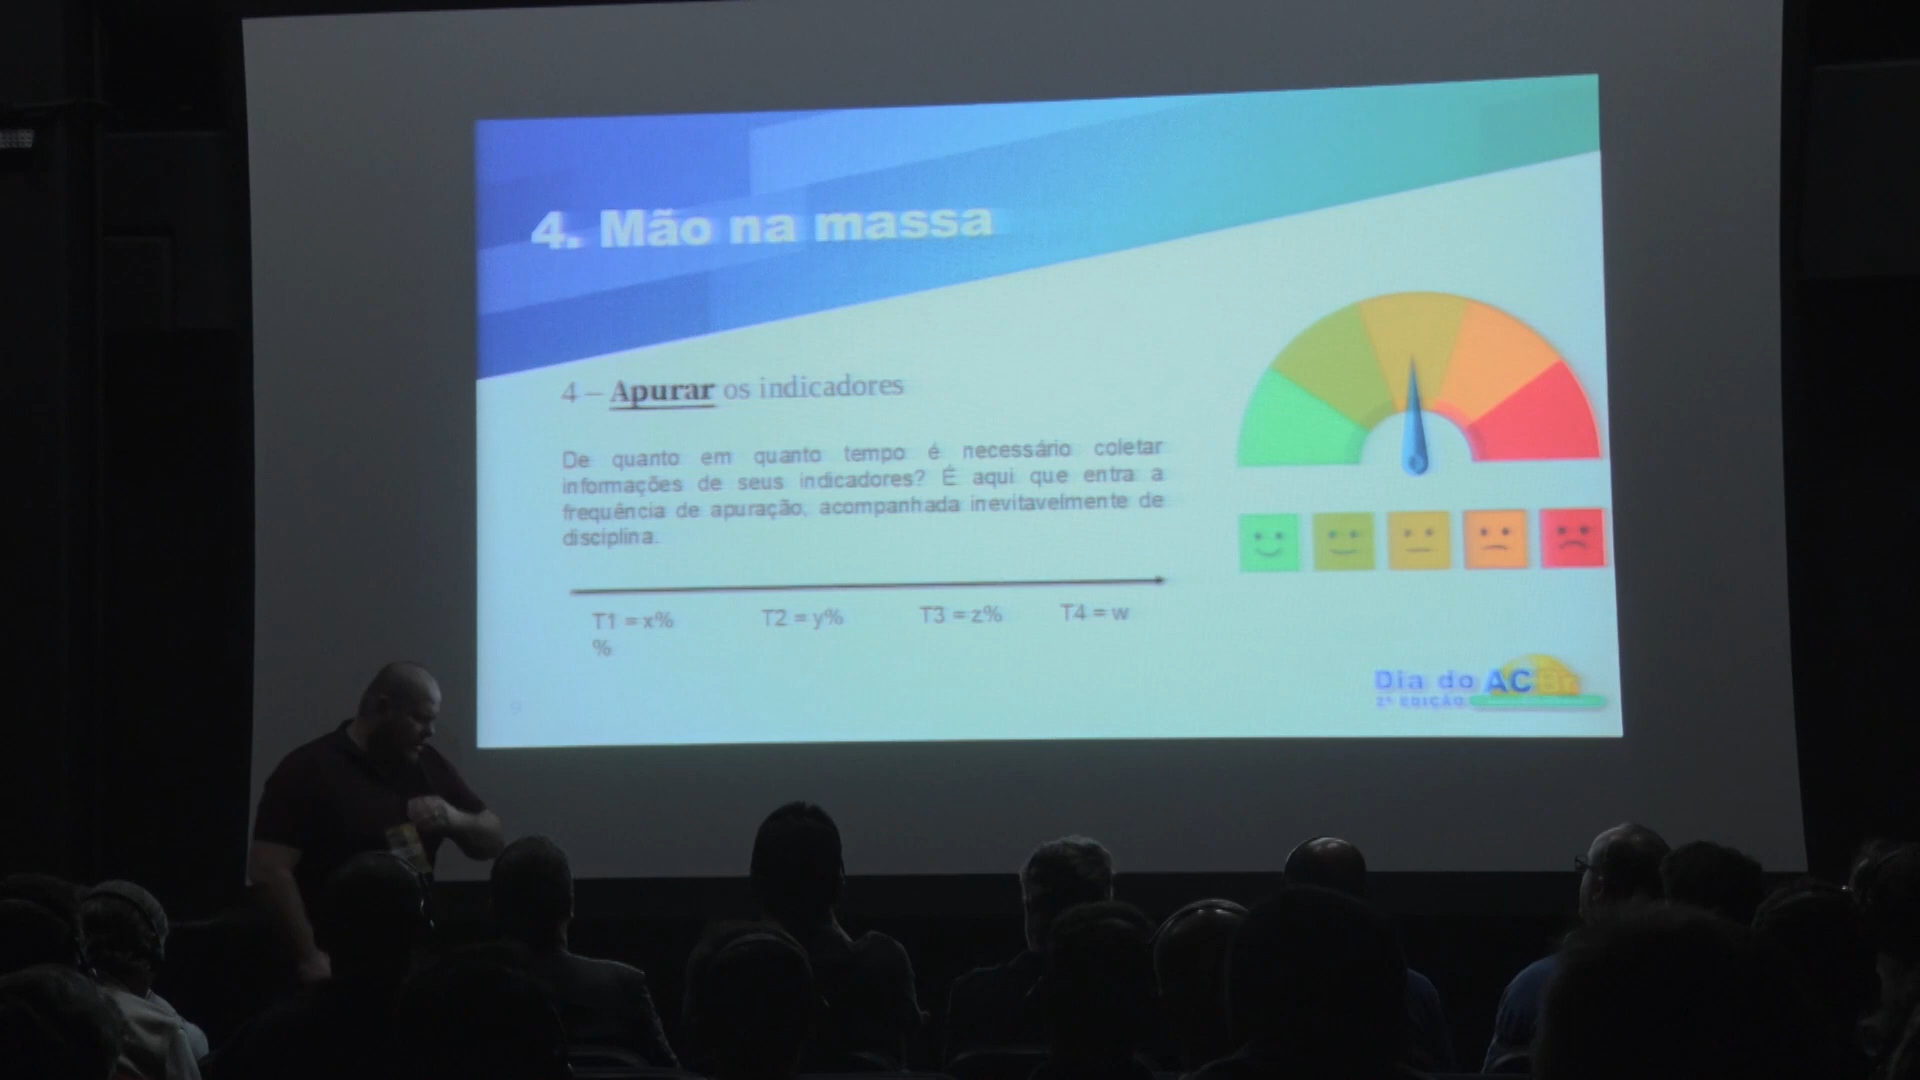 4. Mão na massa
4 – Apurar os indicadores
De quanto em quanto tempo é necessário coletar
informações de seus indicadores? É aqui que entra a
frequência de apuração, acompanhada inevitavelmente de
disciplina.
T1 = x% T2 = y% T3 = z% T4 = w
%
9
Dia do ACBr
2ª EDIÇÃO